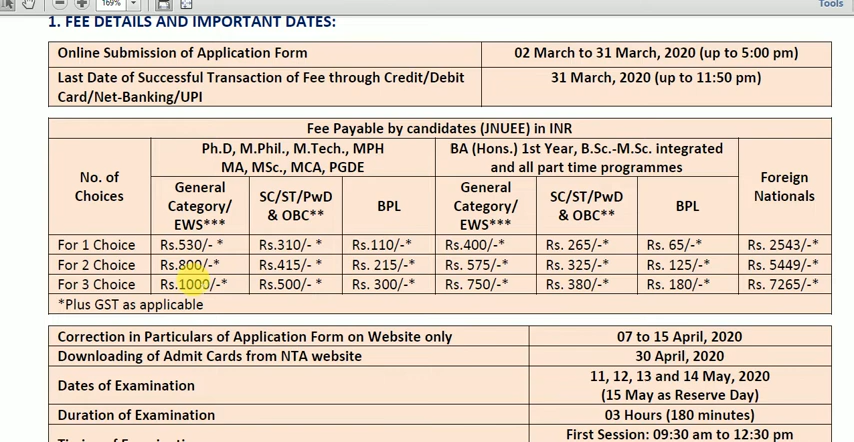 169%
Tools
1. FEE DETAILS AND IMPORTANT DATES:
Online Submission of Application Form 02 March to 31 March, 2020 (up to 5:00 pm)
Last Date of Successful Transaction of Fee through Credit/Debit Card/Net-Banking/UPI 31 March, 2020 (up to 11:50 pm)
Fee Payable by candidates (JNUEE) in INR
No. of Choices
Ph.D, M.Phil., M.Tech., MPH
MA, MSc., MCA, PGDE
BA (Hons.) 1st Year, B.Sc.-M.Sc. integrated
and all part time programmes
Foreign Nationals
General Category/ EWS***
SC/ST/PwD & OBC**
BPL
General Category/ EWS***
SC/ST/PwD & OBC**
BPL
For 1 Choice Rs.530/- * Rs.310/- * Rs.110/-* Rs.400/-* Rs. 265/-* Rs. 65/-* Rs. 2543/-*
For 2 Choice Rs.800/- * Rs.415/- * Rs. 215/-* Rs. 575/-* Rs. 325/-* Rs. 125/-* Rs. 5449/-*
For 3 Choice Rs.1000/-* Rs.500/- * Rs. 300/-* Rs. 750/-* Rs. 380/-* Rs. 180/-* Rs. 7265/-*
*Plus GST as applicable
Correction in Particulars of Application Form on Website only 07 to 15 April, 2020
Downloading of Admit Cards from NTA website 30 April, 2020
Dates of Examination 11, 12, 13 and 14 May, 2020
(15 May as Reserve Day)
Duration of Examination 03 Hours (180 minutes)
First Session: 09:30 am to 12:30 pm